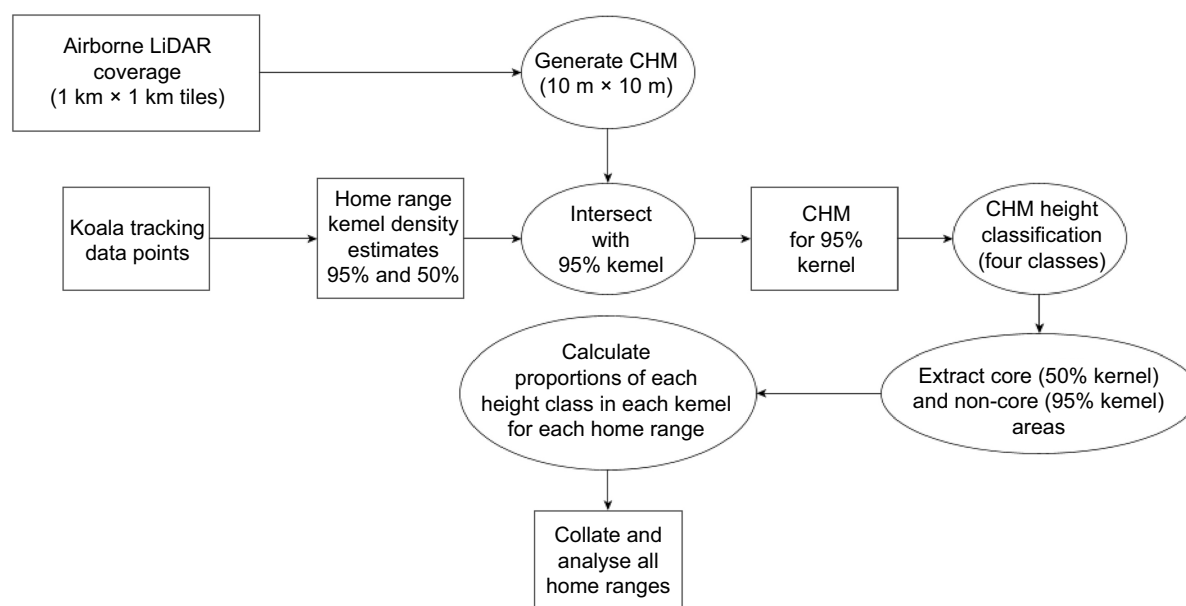 Airborne LiDAR
coverage
(1 km × 1 km tiles)
Generate CHM
(10 m × 10 m)
Koala tracking
data points
Home range
kernel density
estimates
95% and 50%
Intersect
with
95% kemel
CHM
for 95%
kernel
CHM height
classification
(four classes)
Extract core (50% kernel)
and non-core (95% kemel)
areas
Calculate
proportions of each
height class in each kemel
for each home range
Collate and
analyse all
home ranges